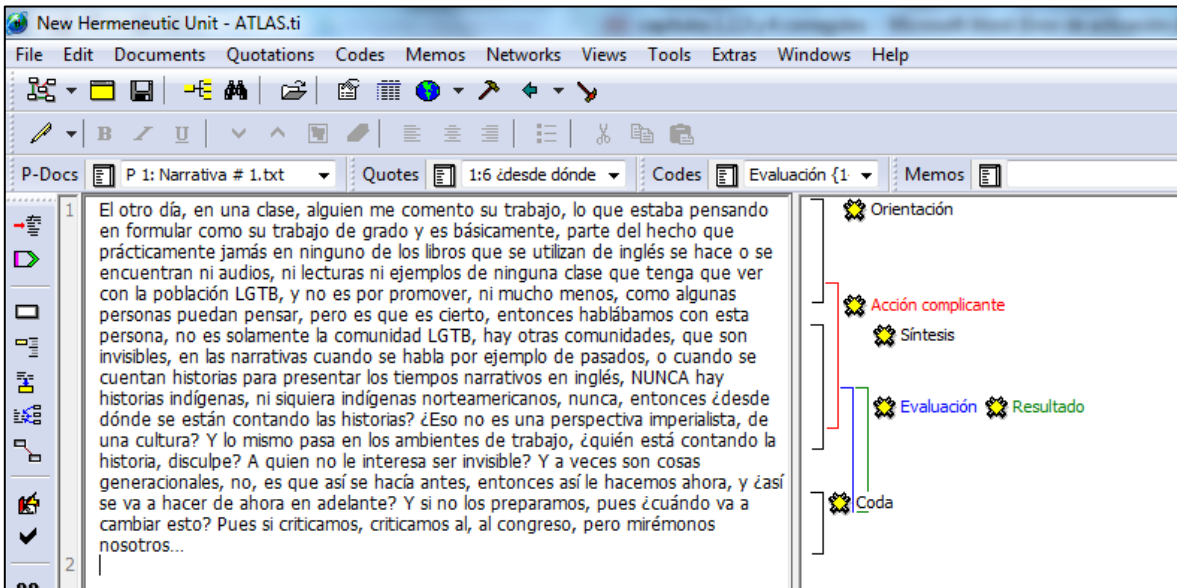 New Hermeneutic Unit - ATLAS.ti
File Edit Documents Quotations Codes Memos Networks Views Tools Extras Windows Help
B I U
P-Docs P 1: Narrativa # 1.txt Quotes 1:6 ¿desde dónde Codes Evaluación {1- Memos
1 El otro día, en una clase, alguien me comento su trabajo, lo que estaba pensando
en formular como su trabajo de grado y es básicamente, parte del hecho que
prácticamente jamás en ninguno de los libros que se utilizan de inglés se hace o se
encuentran ni audios, ni lecturas ni ejemplos de ninguna clase que tenga que ver
con la población LGTB, y no es por promover, ni mucho menos, como algunas
personas puedan pensar, pero es que es cierto, entonces hablábamos con esta
persona, no es solamente la comunidad LGTB, hay otras comunidades, que son
invisibles, en las narrativas cuando se habla por ejemplo de pasados, o cuando se
cuentan historias para presentar los tiempos narrativos en inglés, NUNCA hay
historias indígenas, ni siquiera indígenas norteamericanos, nunca, entonces ¿desde
dónde se están contando las historias? ¿Eso no es una perspectiva imperialista, de
una cultura? Y lo mismo pasa en los ambientes de trabajo, ¿quién está contando la
historia, disculpe? A quien no le interesa ser invisible? Y a veces son cosas
generacionales, no, es que así se hacía antes, entonces así le hacemos ahora, y ¿así
se va a hacer de ahora en adelante? Y si no los preparamos, pues ¿cuándo va a
cambiar esto? Pues si criticamos, criticamos al, al congreso, pero mirémonos
nosotros...
2
Orientación
Acción complicante
Síntesis
Evaluación Resultado
Coda